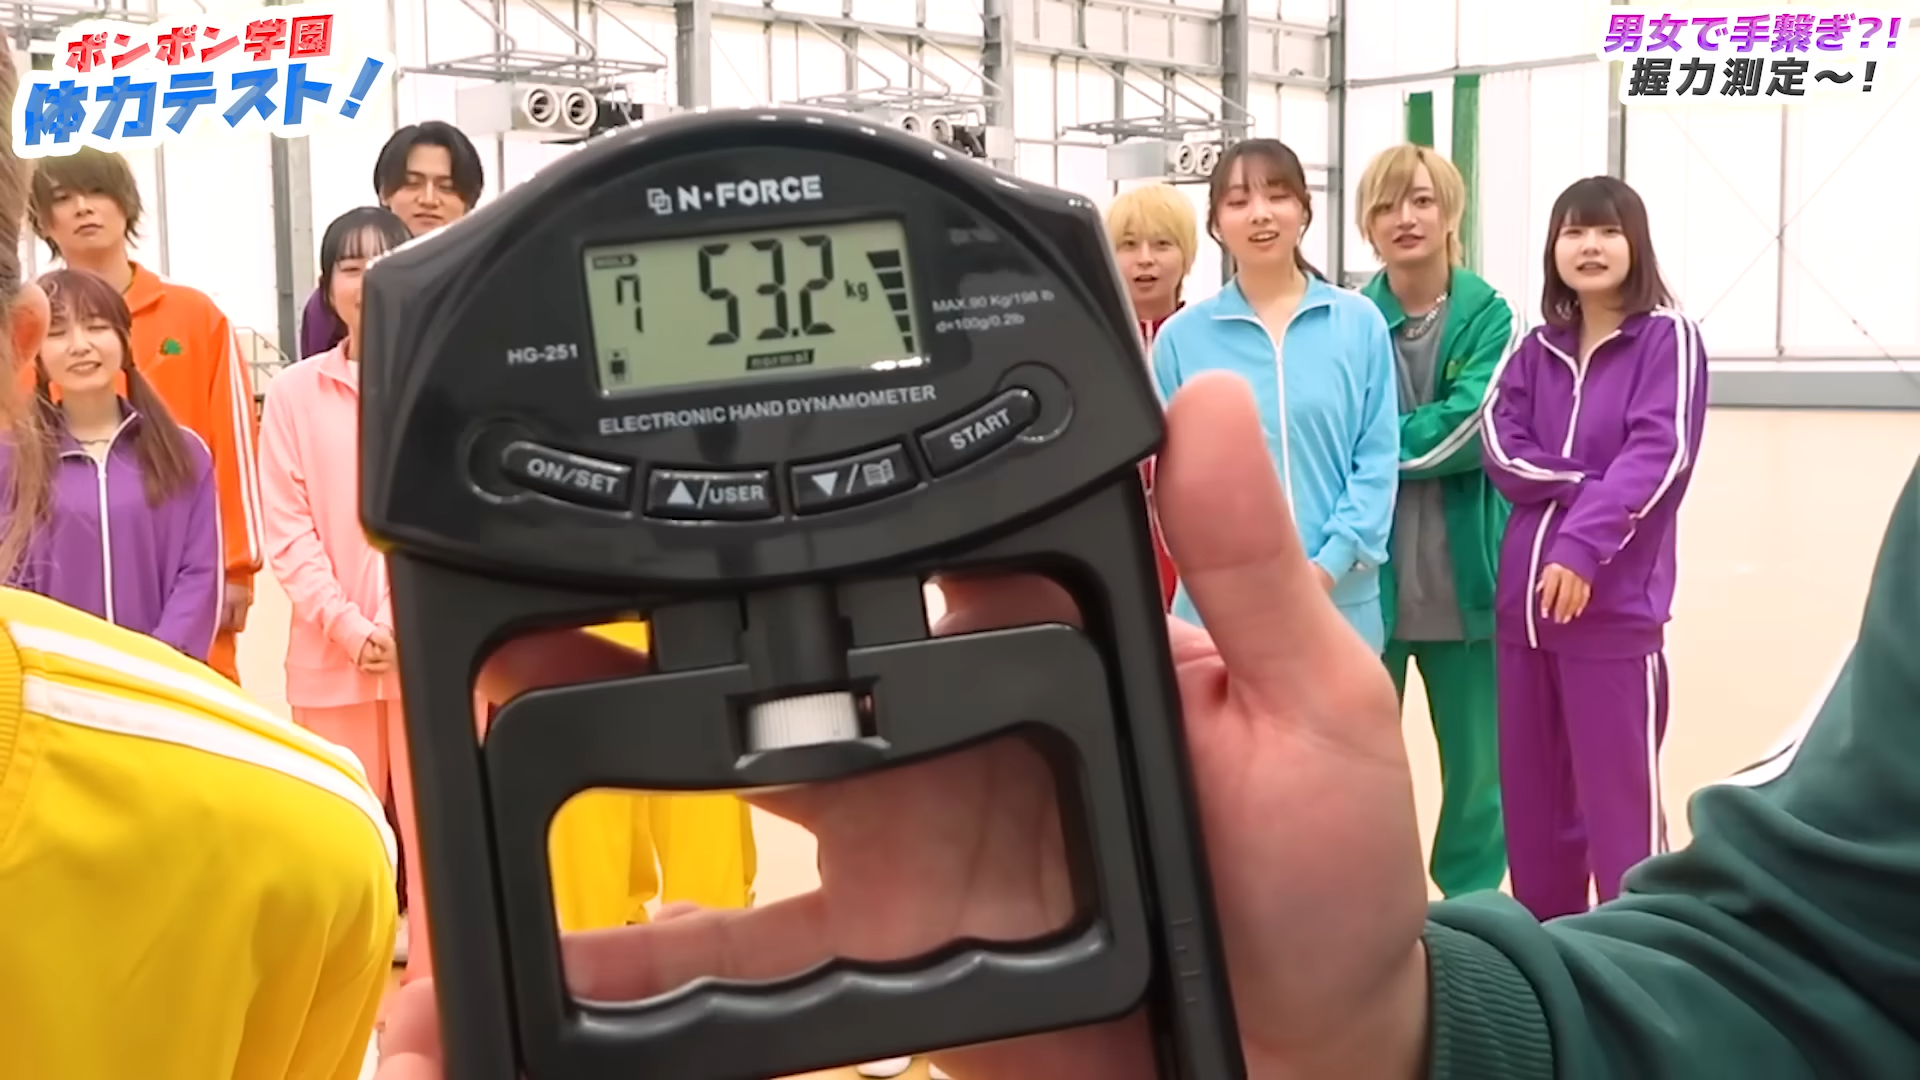 ボンボン学園
体力テスト!
男女で手繋ぎ?!
握力測定〜!
N·FORCE
HOLD
7 53.2 kg
normal
MAX.90 Kg/198 lb
d=100g/0.2lb
HG-251
ELECTRONIC HAND DYNAMOMETER
ON/SET
▲/USER
▼/
START